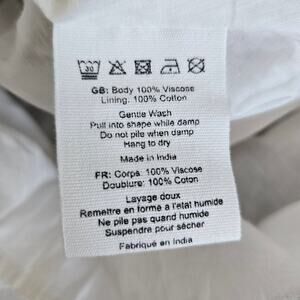 30
GB: Body 100% Viscose
Lining: 100% Cotton
Gentle Wash
Pull into shape while damp
Do not pile when damp
Hang to dry
Made in India
FR: Corps: 100% Viscose
Doublure: 100% Coton
Lavage doux
Remettre en forme à l'état humide
Ne pile pas quand humide
Suspendre pour sécher
Fabriqué en India